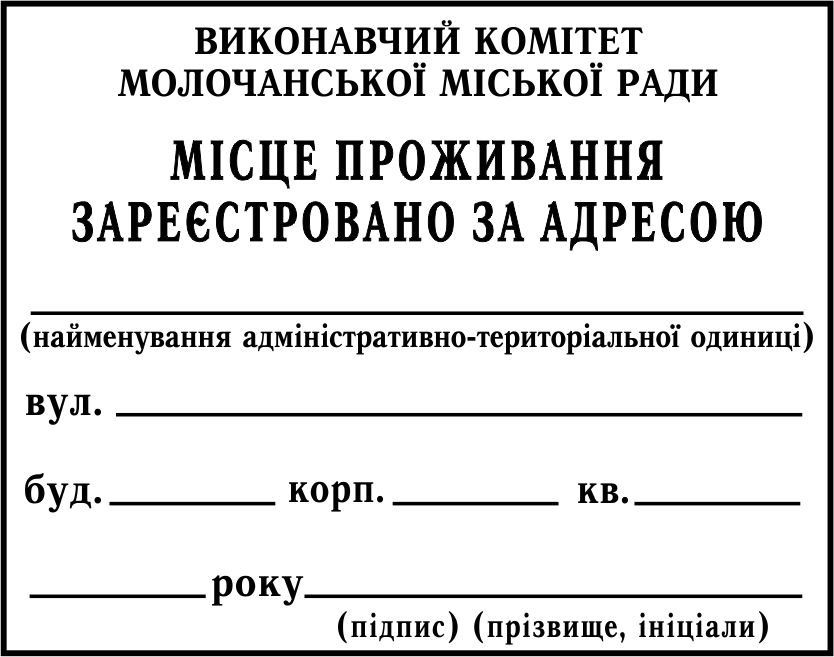 ВИКОНАВЧИЙ КОМІТЕТ
МОЛОЧАНСЬКОЇ МІСЬКОЇ РАДИ
МІСЦЕ ПРОЖИВАННЯ
ЗАРЕЄСТРОВАНО ЗА АДРЕСОЮ
(найменування адміністративно-територіальної одиниці)
вул.
буд. корп. кв.
року
(підпис) (прізвище, ініціали)